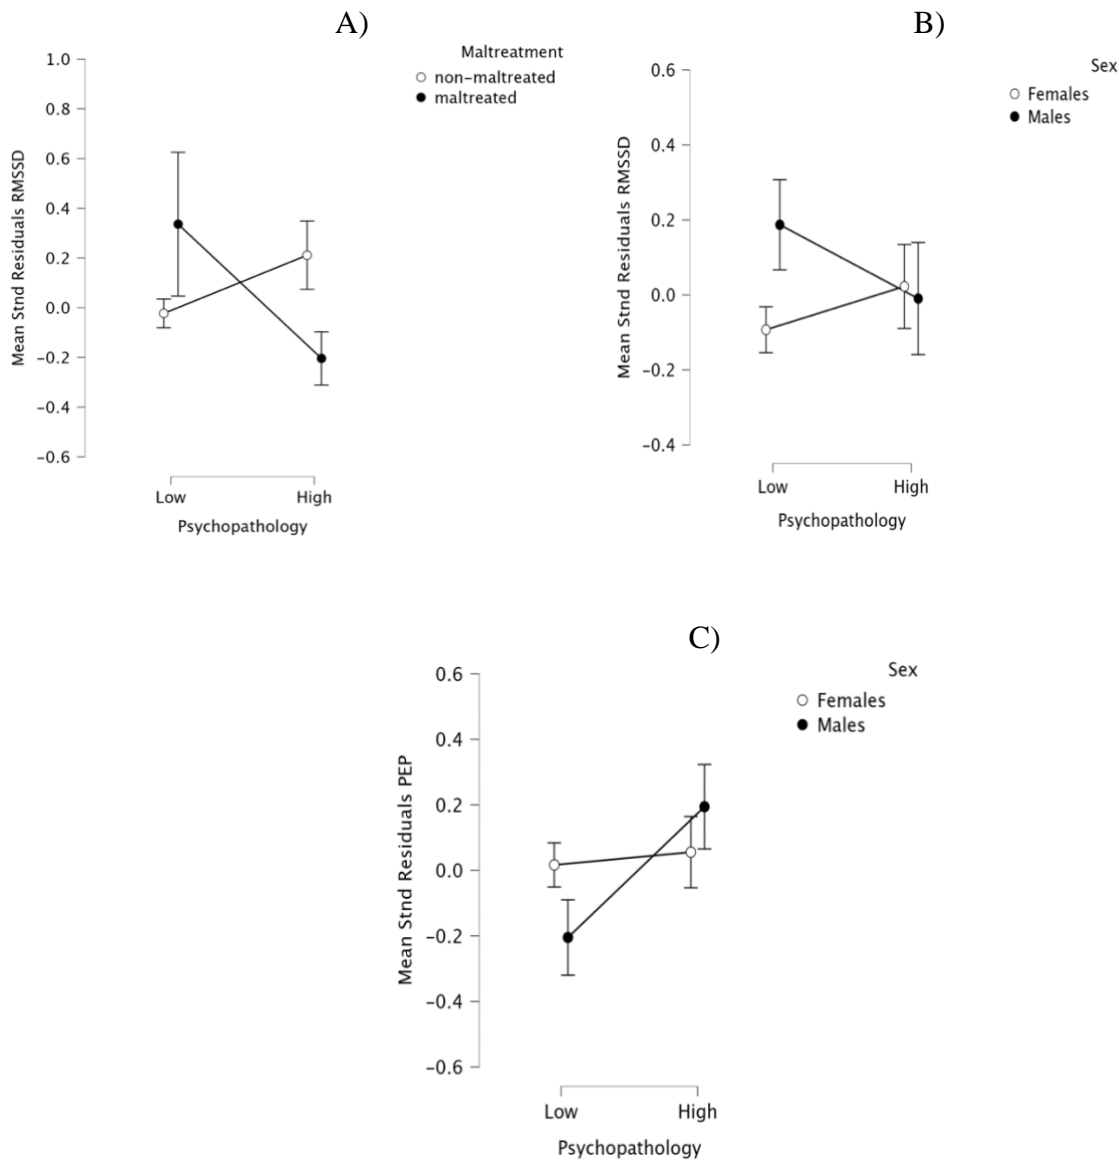 A)
Maltreatment
non-maltreated
maltreated
Mean Stnd Residuals RMSSD
1.0
0.8
0.6
0.4
0.2
0.0
−0.2
−0.4
−0.6
Low High
Psychopathology
B)
Sex
Females
Males
Mean Stnd Residuals RMSSD
0.6
0.4
0.2
0.0
−0.2
−0.4
Low High
Psychopathology
C)
Sex
Females
Males
Mean Stnd Residuals PEP
0.6
0.4
0.2
0.0
−0.2
−0.4
−0.6
Low High
Psychopathology